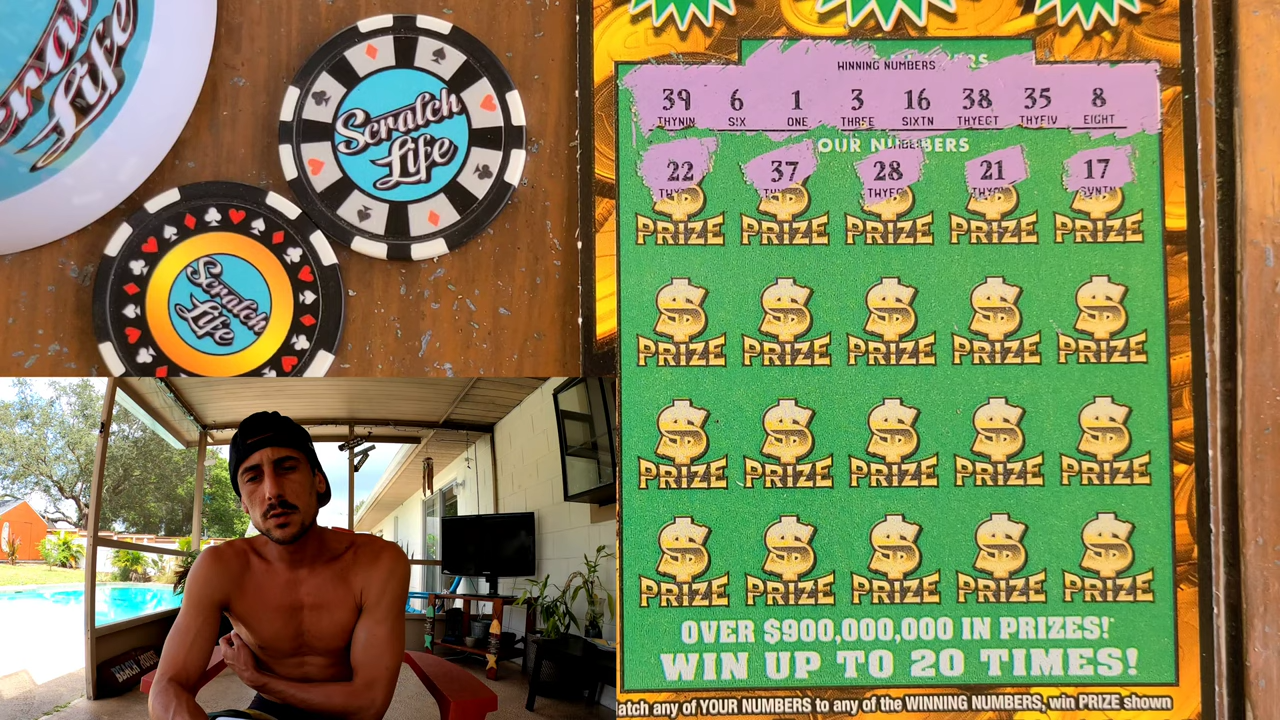 Scratch
Life
Scratch
Life
Life
BEACH HOUSE
WINNING NUMBERS
39 6 1 3 16 38 35 8
THYNIN SIX ONE THREE SIXTN THYEGT THYFIV EIGHT
YOUR NUMBERS
22 37 28 21 17
PRIZE PRIZE PRIZE PRIZE PRIZE
$ $ $ $ $
PRIZE PRIZE PRIZE PRIZE PRIZE
$ $ $ $ $
PRIZE PRIZE PRIZE PRIZE PRIZE
$ $ $ $ $
PRIZE PRIZE PRIZE PRIZE PRIZE
OVER $900,000,000 IN PRIZES!*
WIN UP TO 20 TIMES!
atch any of YOUR NUMBERS to any of the WINNING NUMBERS, win PRIZE shown